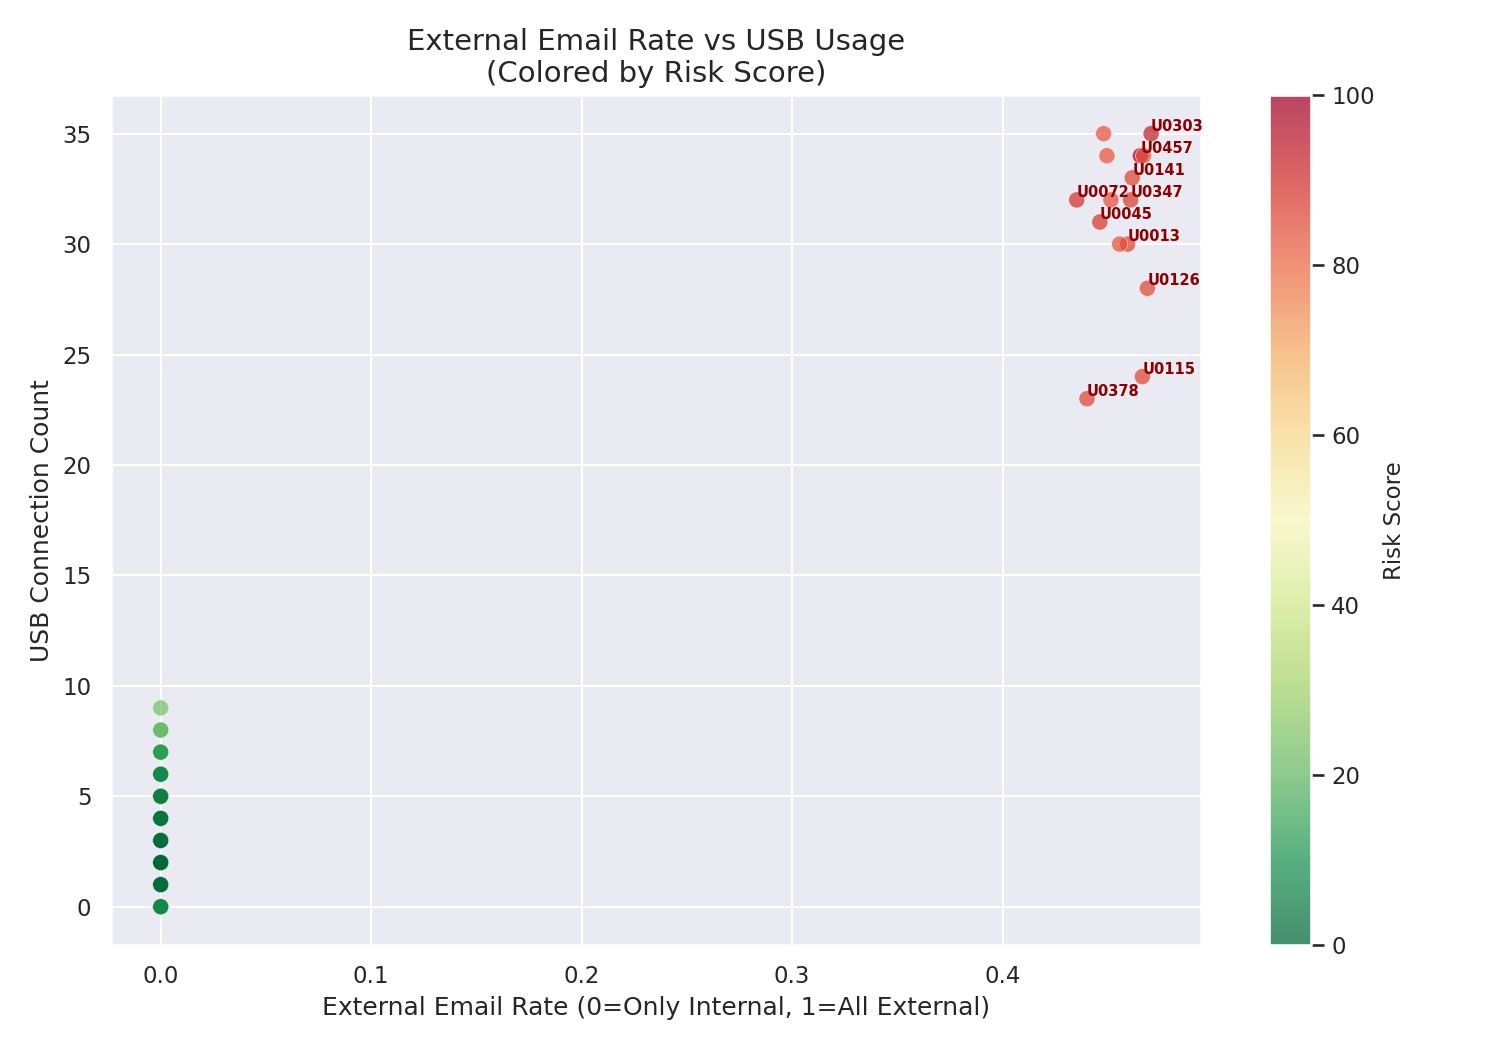 External Email Rate vs USB Usage
(Colored by Risk Score)
USB Connection Count
35
30
25
20
15
10
5
0
U0303
U0457
U0141
U0072
U0347
U0045
U0013
U0126
U0115
U0378
0.0
0.1
0.2
0.3
0.4
External Email Rate (0=Only Internal, 1=All External)
100
80
60
40
20
0
Risk Score